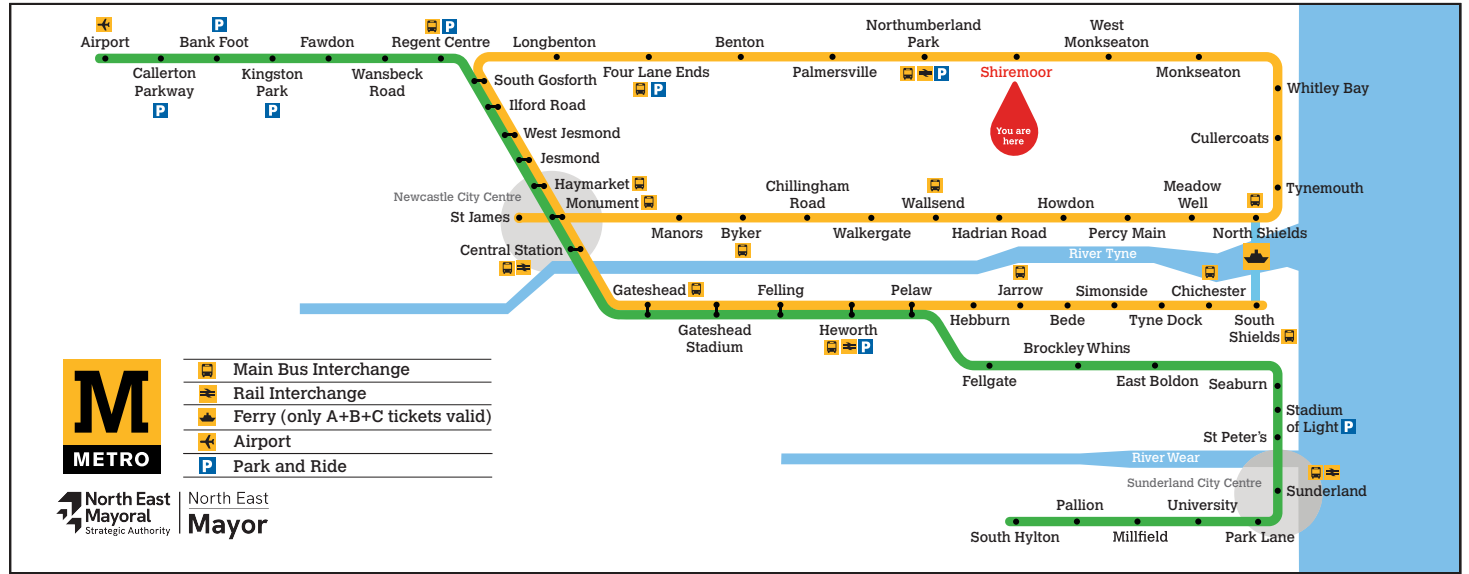 Airport
Bank Foot
P
Fawdon
Regent Centre
P
Longbenton
Benton
Northumberland
Park
West
Monkseaton
Callerton
Parkway
P
Kingston
Park
P
Wansbeck
Road
South Gosforth
Four Lane Ends
P
Palmersville
P
Shiremoor
You are
here
Monkseaton
Whitley Bay
Ilford Road
West Jesmond
Cullercoats
Jesmond
Haymarket
Newcastle City Centre
Monument
Chillingham
Road
Wallsend
Meadow
Well
Tynemouth
St James
Howdon
Manors
Byker
Walkergate
Hadrian Road
Percy Main
North Shields
Central Station
River Tyne
Gateshead
Felling
Pelaw
Jarrow
Simonside
Chichester
Gateshead
Stadium
Heworth
P
Hebburn
Bede
Tyne Dock
South
Shields
Brockley Whins
Fellgate
East Boldon
Seaburn
Stadium
of Light P
St Peter's
River Wear
Sunderland City Centre
Sunderland
Pallion
University
South Hylton
Millfield
Park Lane
M
METRO
Main Bus Interchange
Rail Interchange
Ferry (only A+B+C tickets valid)
Airport
P Park and Ride
North East
Mayoral
Strategic Authority
North East
Mayor